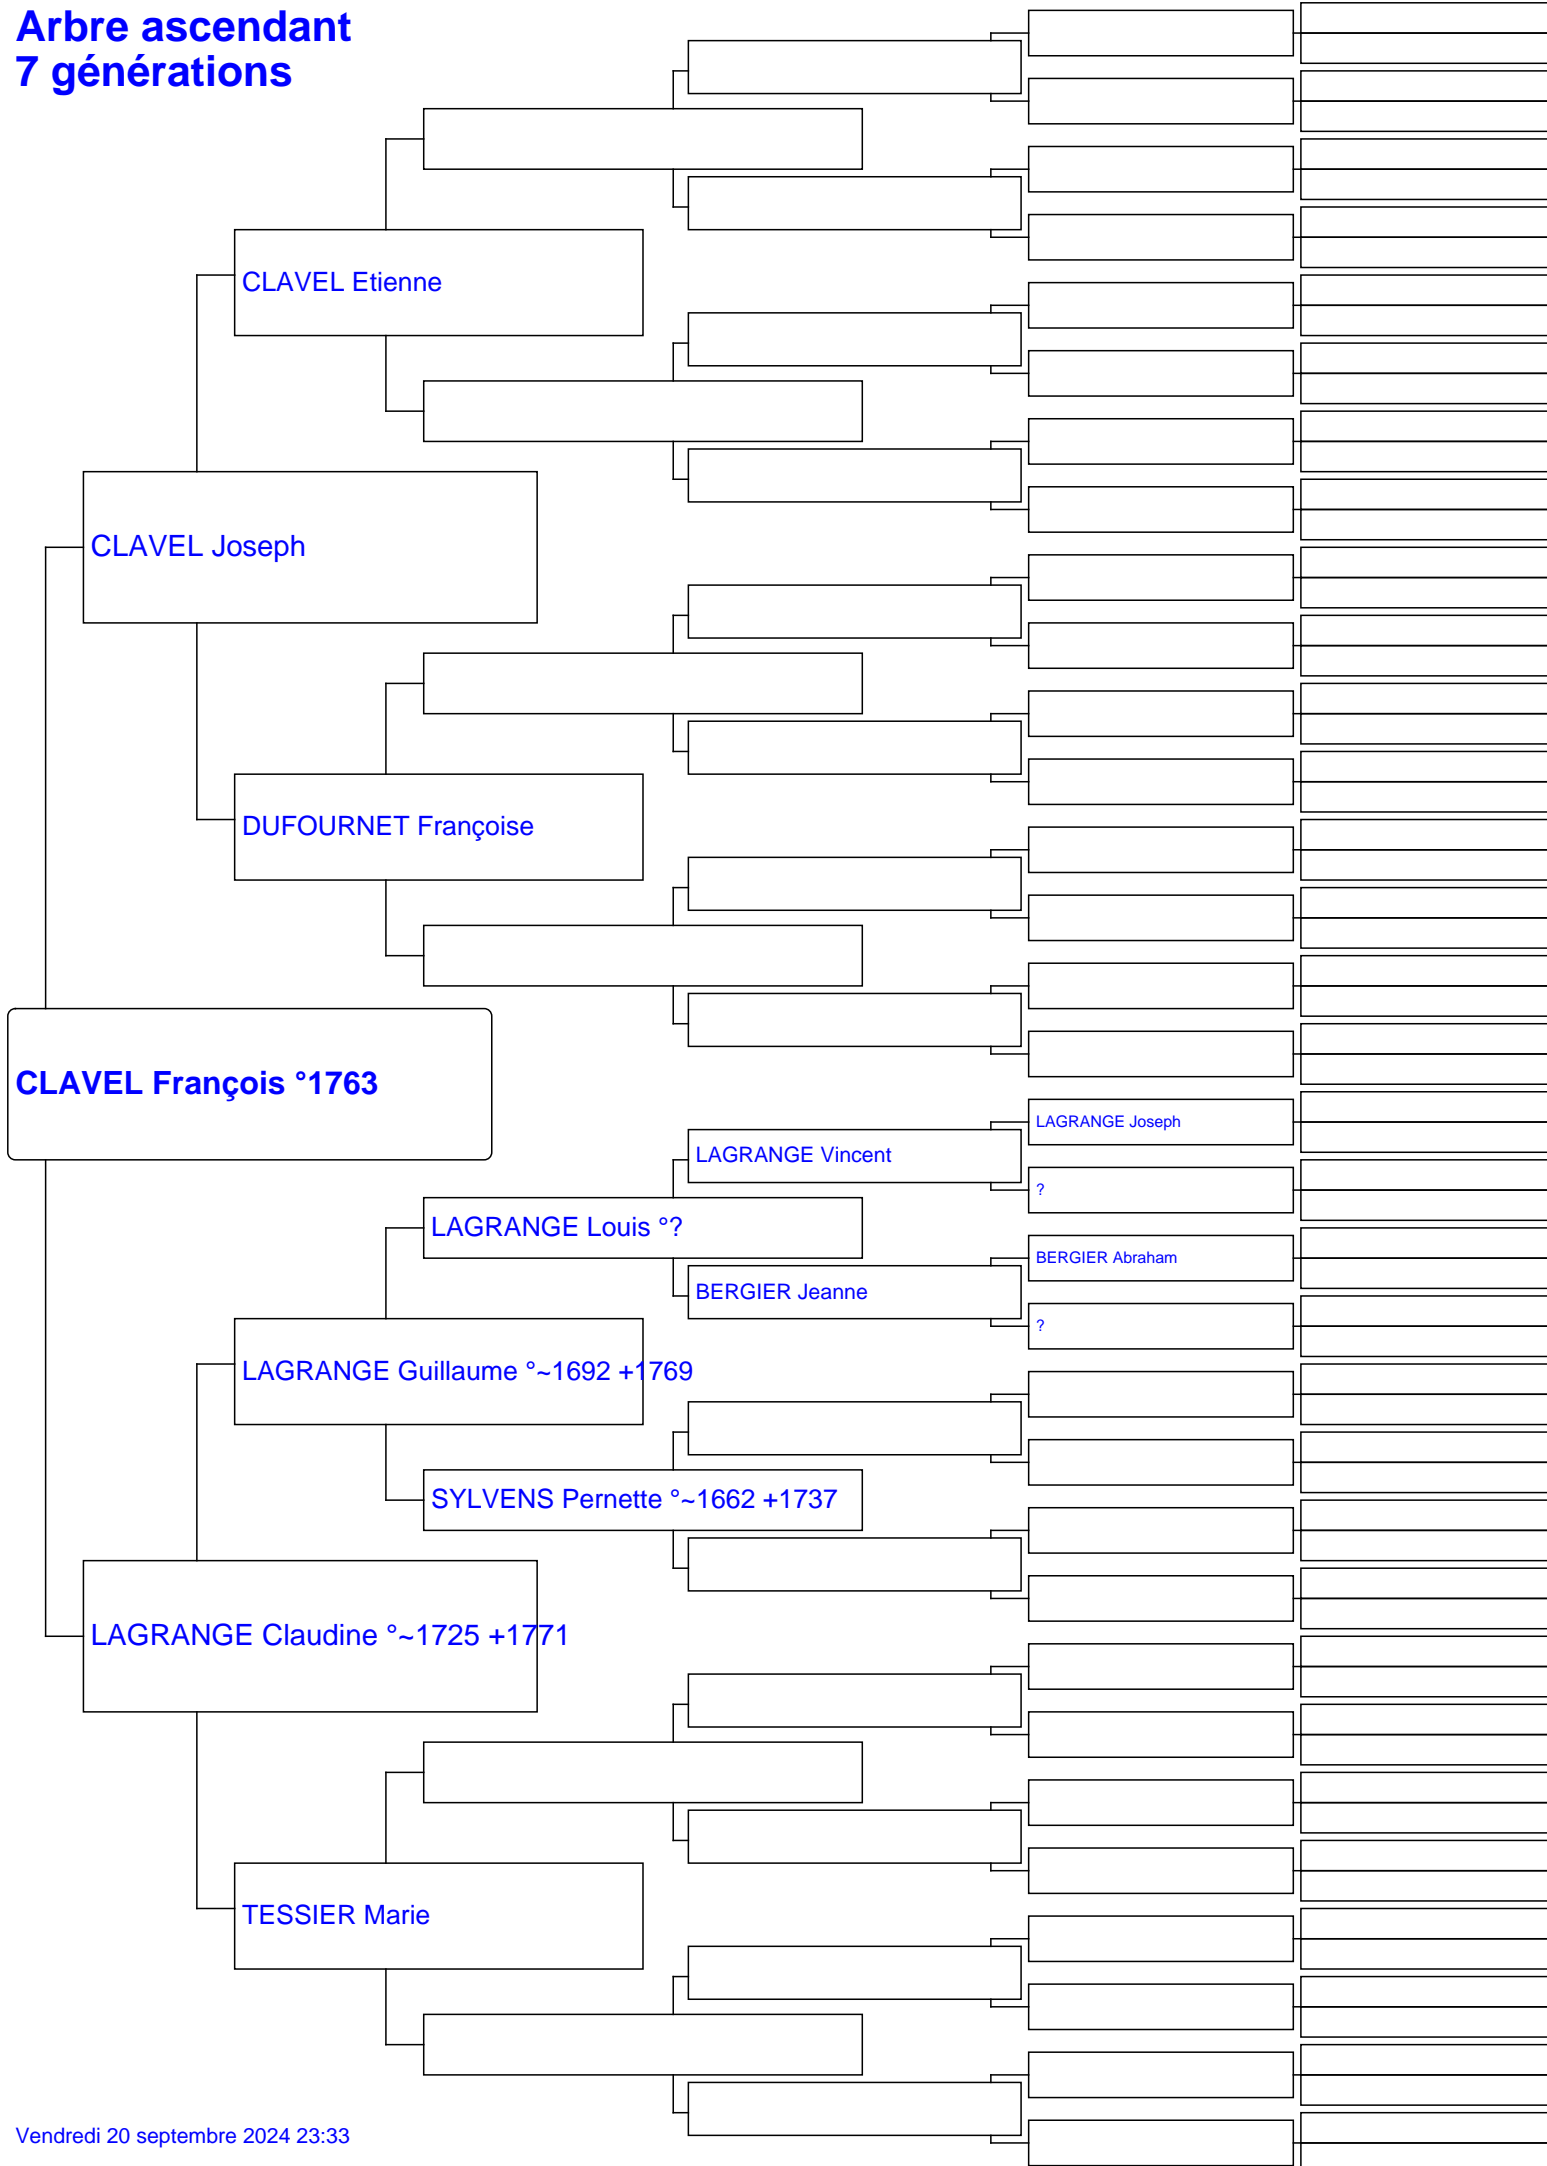 Arbre ascendant
7 générations
CLAVEL Etienne
CLAVEL Joseph
DUFOURNET Françoise
CLAVEL François °1763
LAGRANGE Joseph
LAGRANGE Vincent
?
LAGRANGE Louis °?
BERGIER Abraham
BERGIER Jeanne
?
LAGRANGE Guillaume °~1692 +1769
SYLVENS Pernette °~1662 +1737
LAGRANGE Claudine °~1725 +1771
TESSIER Marie
Vendredi 20 septembre 2024 23:33